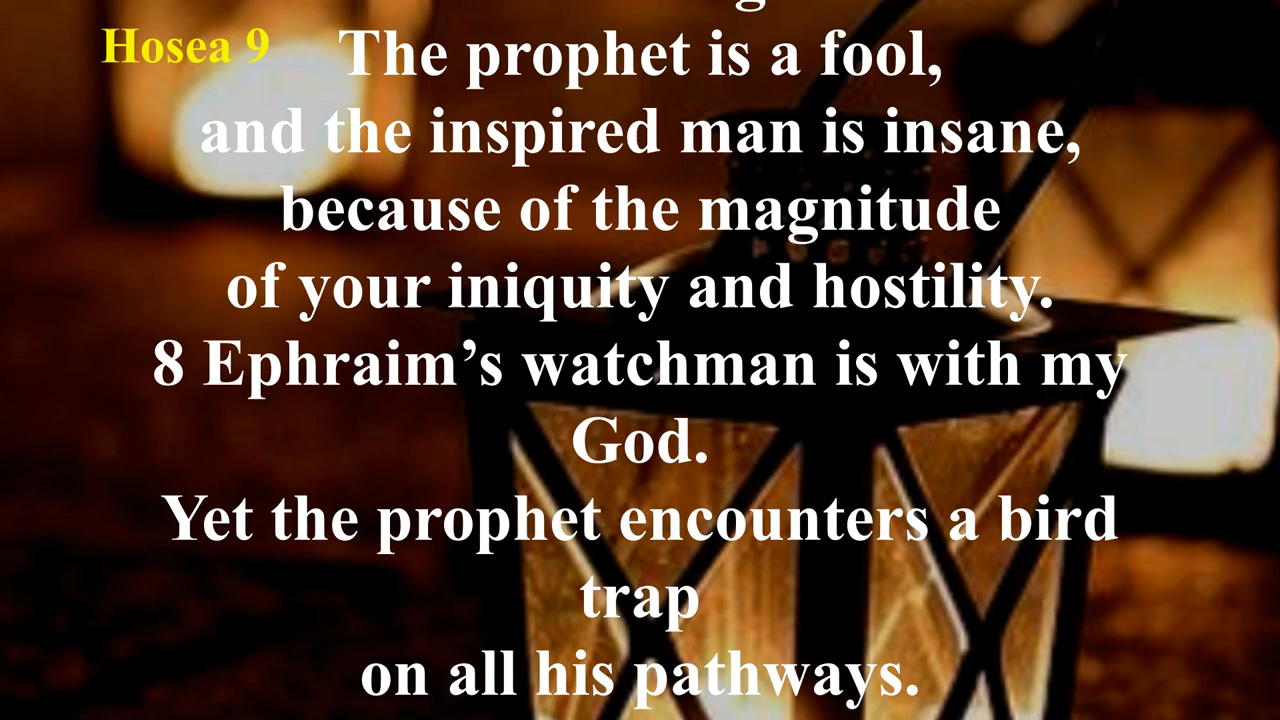 Hosea 9
The prophet is a fool,
and the inspired man is insane,
because of the magnitude
of your iniquity and hostility.
8 Ephraim’s watchman is with my
God.
Yet the prophet encounters a bird
trap
on all his pathways.